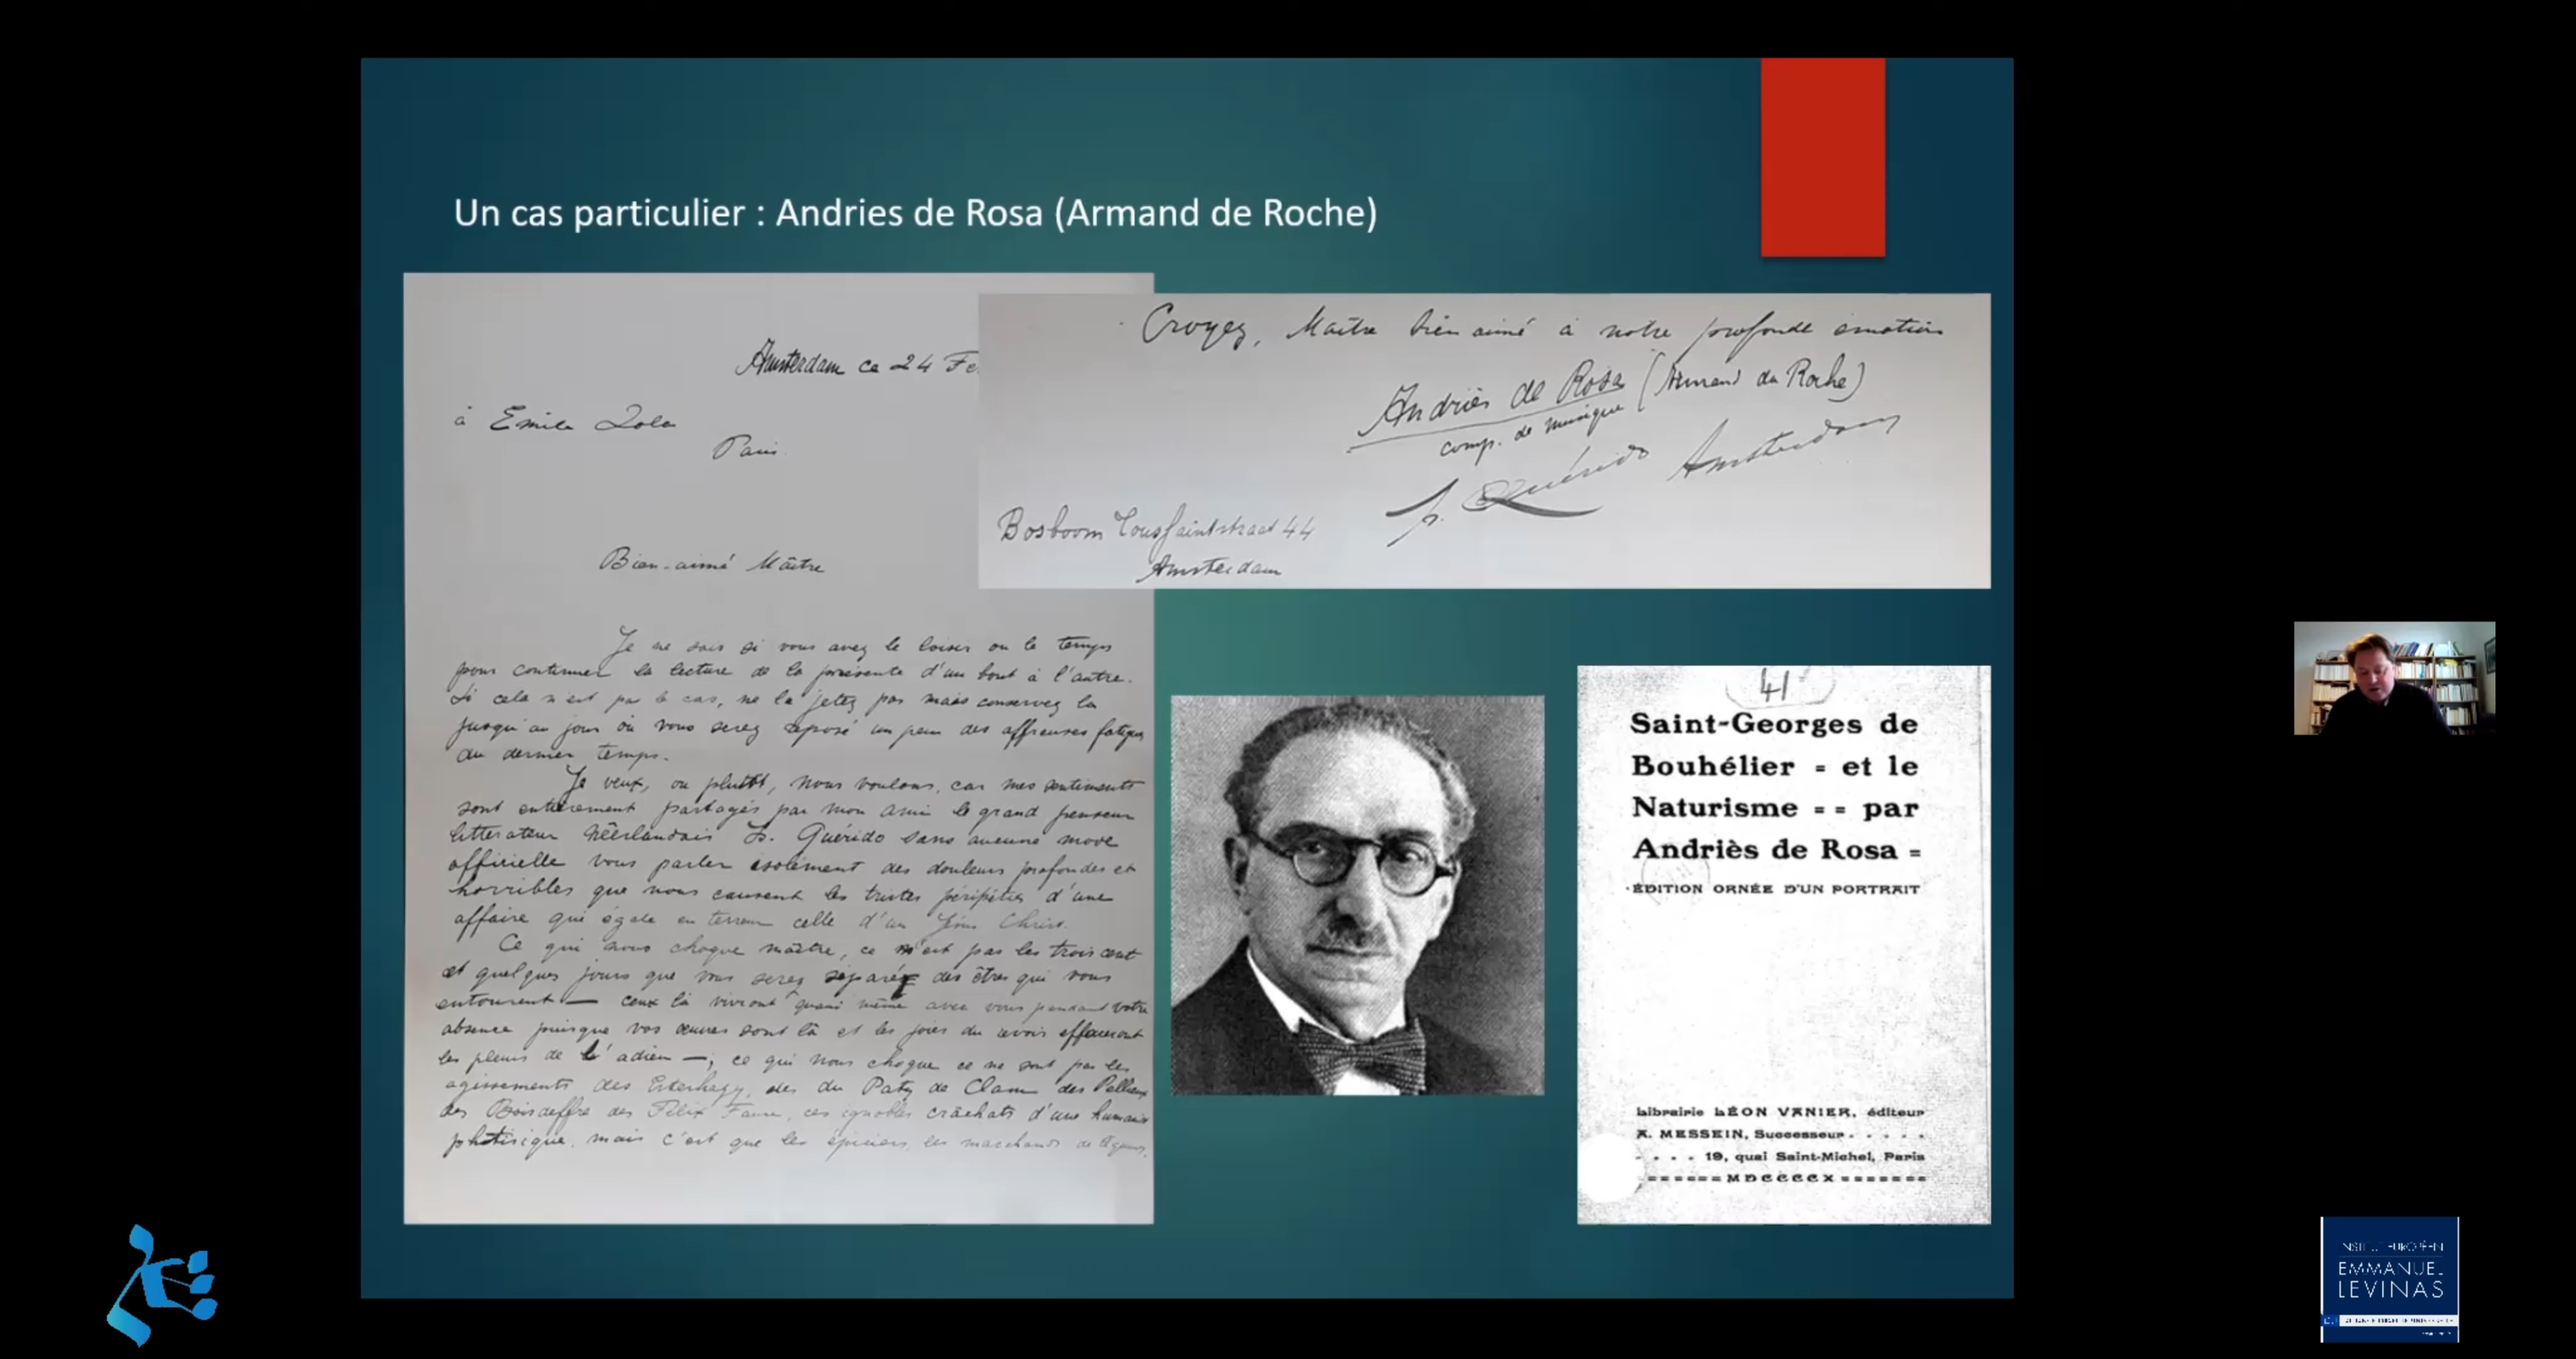 Un cas particulier : Andries de Rosa (Armand de Roche)
Amsterdam ce 24 Fe
à Emile Zola
Paris
Bien-aimé Maître
Je ne sais si vous avez le loisir ou le temps
pour continuer la lecture de la présente d'un bout à l'autre.
Si cela n'est pas le cas, ne la jetez pas mais conservez la
jusqu'au jour où vous serez reposé un peu des affreuses fatigues
du dernier temps.
Je veux, ou plutôt, nous voulons, car mes sentiments
sont entièrement partagés par mon ami le grand penseur
littérateur Néerlandais Is. Quérido sans aucune
officielle vous parler isolément des douleurs profondes et
horribles que nous causent les tristes péripéties d'une
affaire qui égale en terreur celle d'un Jésus Christ.
Ce qui nous choque maître, ce n'est pas les trois cent
et quelques jours que vous serez séparé des êtres qui vous
entourent — ceux là vivront quand même avec vous pendant votre
absence puisque vos œuvres sont là et les joies du revoir effaceront
les pleurs de l'adieu —; ce qui nous choque ce ne sont pas les
agissements des Esterhazy, des du Paty de Clam des Pellieux
des Boisdeffre des Félix Faure, ces ignobles crachats d'une
phtisique, mais c'est que les épiciers, les marchands de légumes,
Croyez, Maître bien aimé à notre profonde émotion
Andriès de Rosa (Armand du Roche)
comp. de musique
Is. Quérido Amsterdam
Bosboom Toussaintstraat 44
Amsterdam
41
Saint-Georges de
Bouhélier = et le
Naturisme = = par
Andriès de Rosa =
ÉDITION ORNÉE D'UN PORTRAIT
Librairie LÉON VANIER, éditeur
A. MESSEIN, Successeur . . . . .
. . . . 19, quai Saint-Michel, Paris
====== M D C C C C X =======
INSTITUT EUROPÉEN
EMMANUEL
LEVINAS